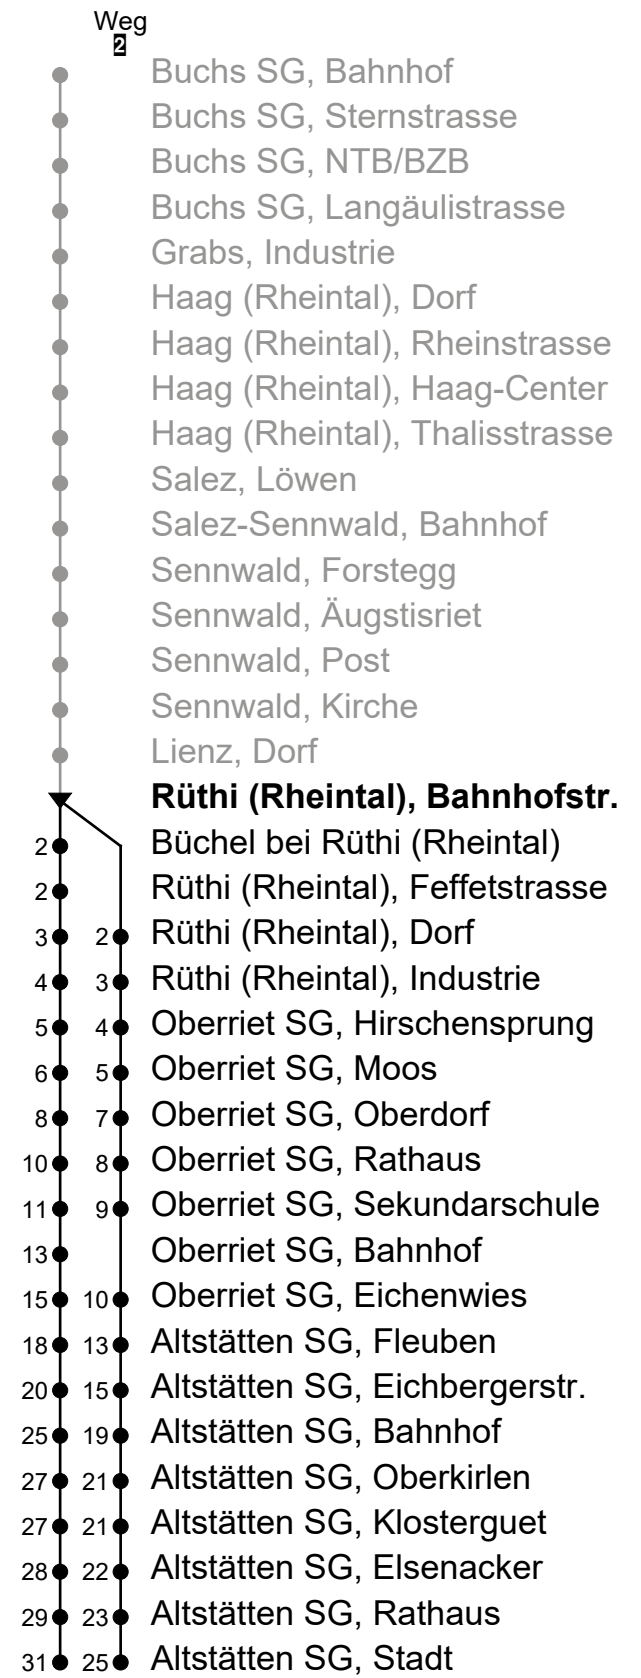 Weg
2
Buchs SG, Bahnhof
Buchs SG, Sternstrasse
Buchs SG, NTB/BZB
Buchs SG, Langäulistrasse
Grabs, Industrie
Haag (Rheintal), Dorf
Haag (Rheintal), Rheinstrasse
Haag (Rheintal), Haag-Center
Haag (Rheintal), Thalisstrasse
Salez, Löwen
Salez-Sennwald, Bahnhof
Sennwald, Forstegg
Sennwald, Äugstisriet
Sennwald, Post
Sennwald, Kirche
Lienz, Dorf
Rüthi (Rheintal), Bahnhofstr.
2 Büchel bei Rüthi (Rheintal)
2 Rüthi (Rheintal), Feffetstrasse
3 2 Rüthi (Rheintal), Dorf
4 3 Rüthi (Rheintal), Industrie
5 4 Oberriet SG, Hirschensprung
6 5 Oberriet SG, Moos
8 7 Oberriet SG, Oberdorf
10 8 Oberriet SG, Rathaus
11 9 Oberriet SG, Sekundarschule
13 Oberriet SG, Bahnhof
15 10 Oberriet SG, Eichenwies
18 13 Altstätten SG, Fleuben
20 15 Altstätten SG, Eichbergerstr.
25 19 Altstätten SG, Bahnhof
27 21 Altstätten SG, Oberkirlen
27 21 Altstätten SG, Klosterguet
28 22 Altstätten SG, Elsenacker
29 23 Altstätten SG, Rathaus
31 25 Altstätten SG, Stadt